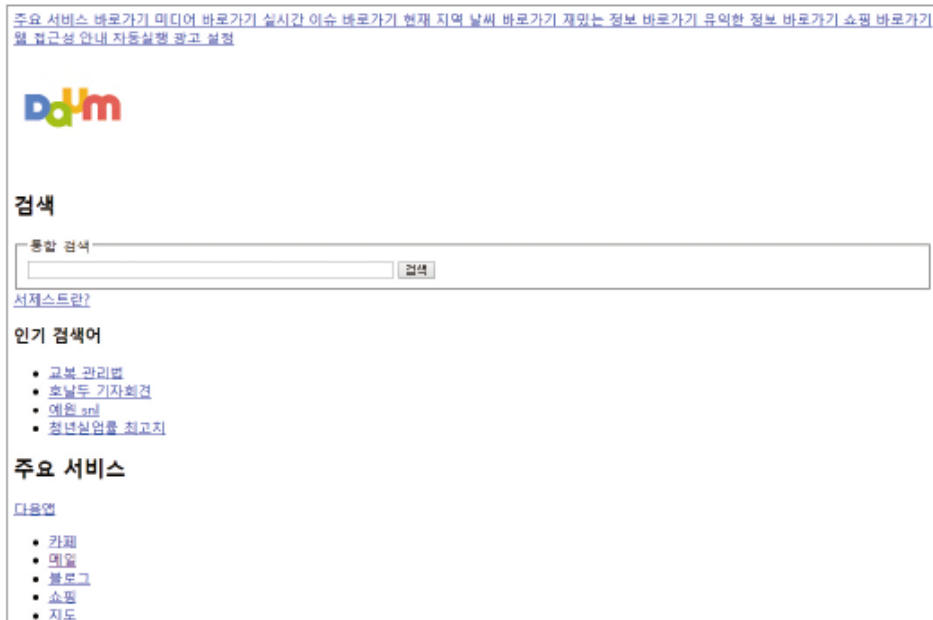 주요 서비스 바로가기 미디어 바로가기 실시간 이슈 바로가기 현재 지역 날씨 바로가기 재밌는 정보 바로가기 유익한 정보 바로가기 쇼핑 바로가기
웹 접근성 안내 자동실행 광고 설정
Daum
검색
통합 검색
검색
서제스트란?
인기 검색어
교복 관리법
호날두 기자회견
예원 snl
청년실업률 최고치
주요 서비스
다음앱
카페
메일
블로그
쇼핑
지도